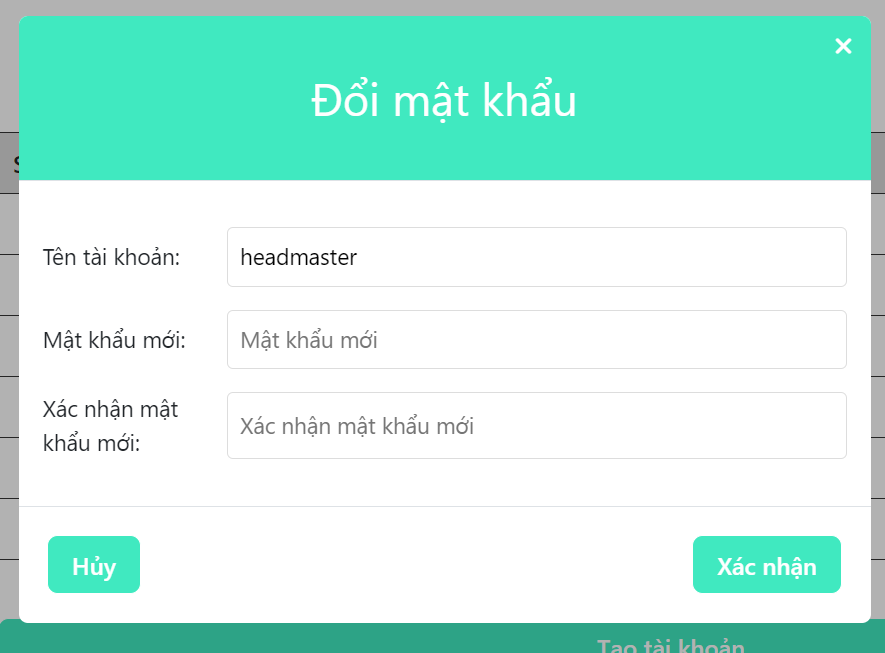 Đổi mật khẩu
Tên tài khoản:
headmaster
Mật khẩu mới:
Mật khẩu mới
Xác nhận mật
khẩu mới:
Xác nhận mật khẩu mới
Hủy
Xác nhận
Tạo tài khoản